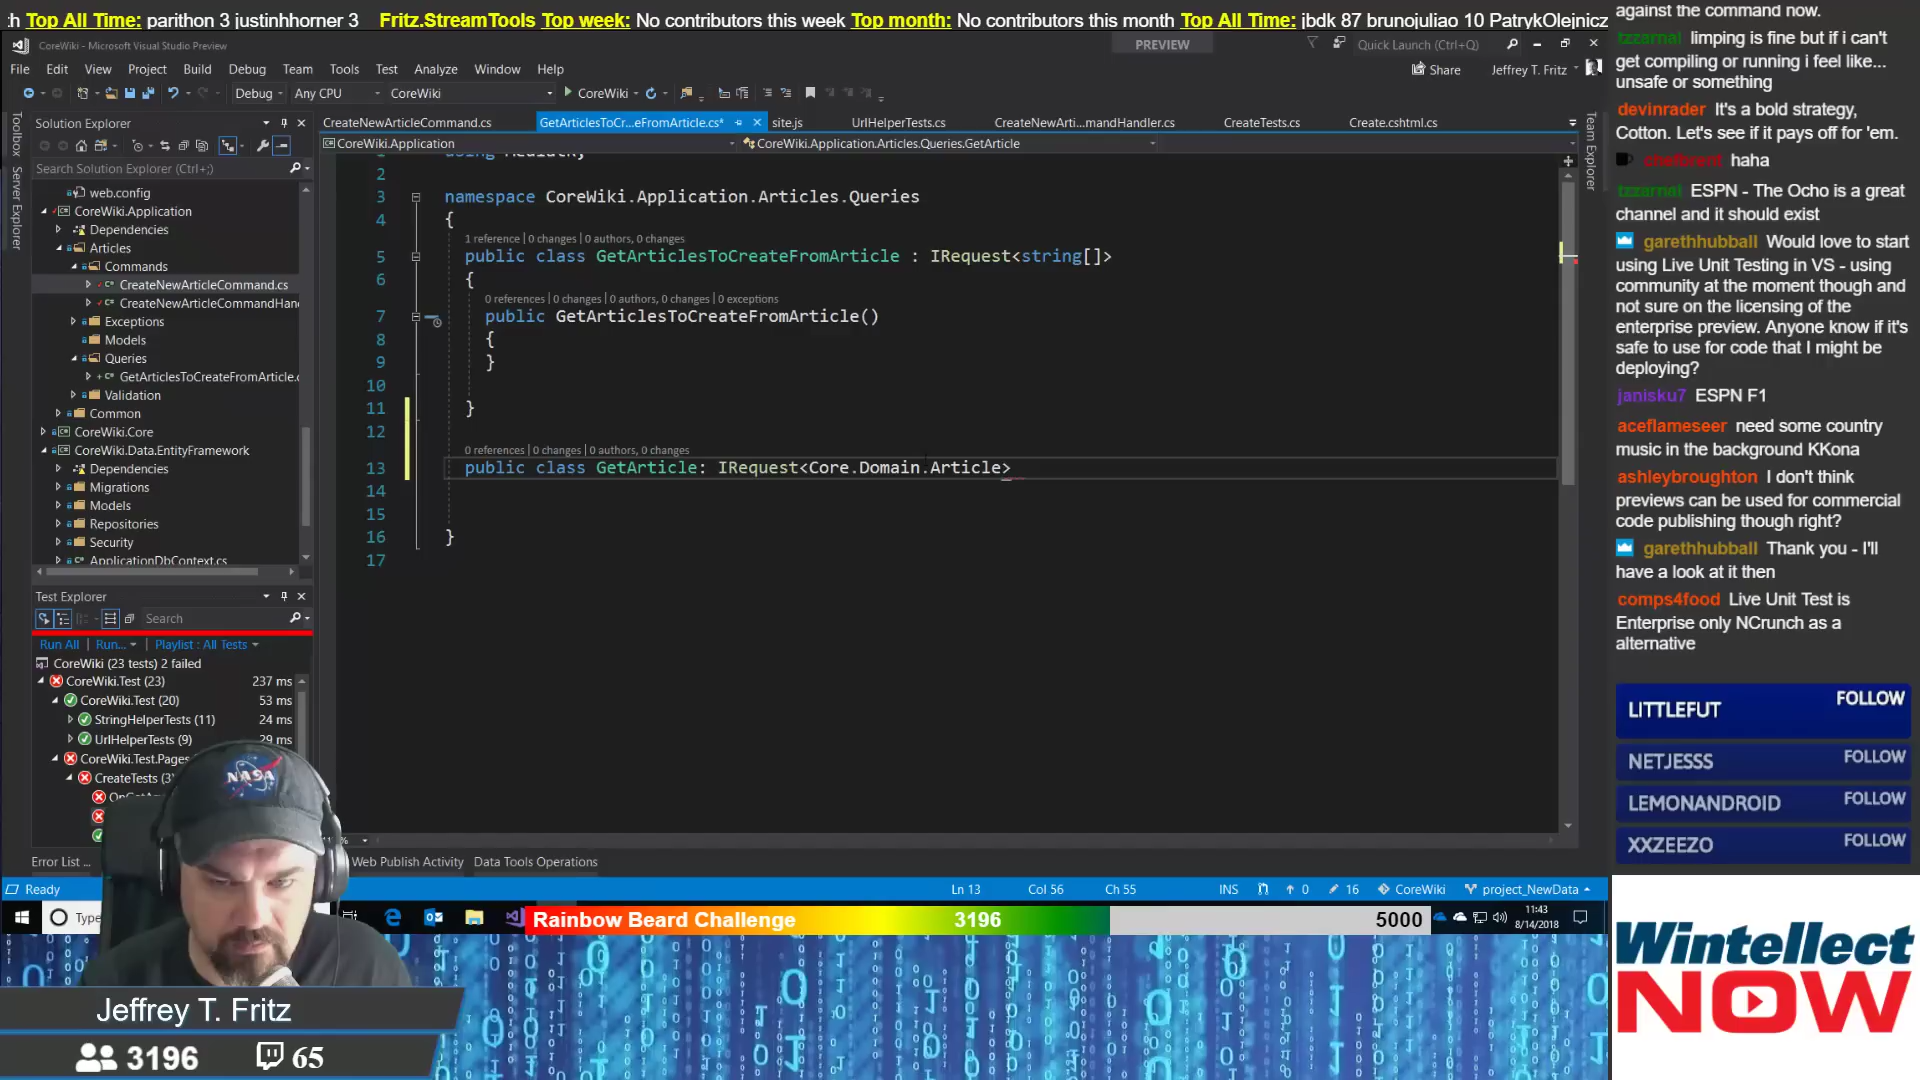 :h Top All Time: parithon 3 justinhhorner 3 Fritz.StreamTools Top week: No contributors this week Top month: No contributors this month Top All Time: jbdk 87 brunojuliao 10 PatrykOlejnicz
CoreWiki - Microsoft Visual Studio Preview
PREVIEW
Quick Launch (Ctrl+Q)
File Edit View Project Build Debug Team Tools Test Analyze Window Help
Share
Jeffrey T. Fritz
Debug
Any CPU
CoreWiki
CoreWiki
Toolbox
Server Explorer
Team Explorer
Solution Explorer
Search Solution Explorer (Ctrl+;)
web.config
CoreWiki.Application
Dependencies
Articles
Commands
CreateNewArticleCommand.cs
CreateNewArticleCommandHan
Exceptions
Models
Queries
GetArticlesToCreateFromArticle.c
Validation
Common
CoreWiki.Core
CoreWiki.Data.EntityFramework
Dependencies
Migrations
Models
Repositories
Security
ApplicationDbContext.cs
Test Explorer
Search
Run All Run... Playlist : All Tests
CoreWiki (23 tests) 2 failed
CoreWiki.Test (23) 237 ms
CoreWiki.Test (20) 53 ms
StringHelperTests (11) 24 ms
UrlHelperTests (9) 29 ms
CoreWiki.Test.Pages
CreateTests (3)
CreateNewArticleCommand.cs
GetArticlesToCr...eFromArticle.cs*
site.js
UrlHelperTests.cs
CreateNewArti...mandHandler.cs
CreateTests.cs
Create.cshtml.cs
CoreWiki.Application
CoreWiki.Application.Articles.Queries.GetArticle
1 using MediatR;
2
3 namespace CoreWiki.Application.Articles.Queries
4 {
1 reference | 0 changes | 0 authors, 0 changes
5 public class GetArticlesToCreateFromArticle : IRequest<string[]>
6 {
0 references | 0 changes | 0 authors, 0 changes | 0 exceptions
7 public GetArticlesToCreateFromArticle()
8 {
9 }
10
11 }
12
0 references | 0 changes | 0 authors, 0 changes
13 public class GetArticle: IRequest<Core.Domain.Article>
14
15
16 }
17
Error List ...
Web Publish Activity
Data Tools Operations
Ready
Ln 13 Col 56 Ch 55 INS
0
16
CoreWiki
project_NewData
Type
11:43
8/14/2018
Rainbow Beard Challenge 3196 5000
Jeffrey T. Fritz
3196 65
against the command now.
tzzarnal limping is fine but if i can't
get compiling or running i feel like...
unsafe or something
devinrader It's a bold strategy,
Cotton. Let's see if it pays off for 'em.
chefbrent haha
tzzarnal ESPN - The Ocho is a great
channel and it should exist
garethhubball Would love to start
using Live Unit Testing in VS - using
community at the moment though and
not sure on the licensing of the
enterprise preview. Anyone know if it's
safe to use for code that I might be
deploying?
janisku7 ESPN F1
aceflameseer need some country
music in the background KKona
ashleybroughton I don't think
previews can be used for commercial
code publishing though right?
garethhubball Thank you - I'll
have a look at it then
comps4food Live Unit Test is
Enterprise only NCrunch as a
alternative
LITTLEFUT FOLLOW
NETJESSS FOLLOW
LEMONANDROID FOLLOW
XXZEEZO FOLLOW
Wintellect
NOW
NASA